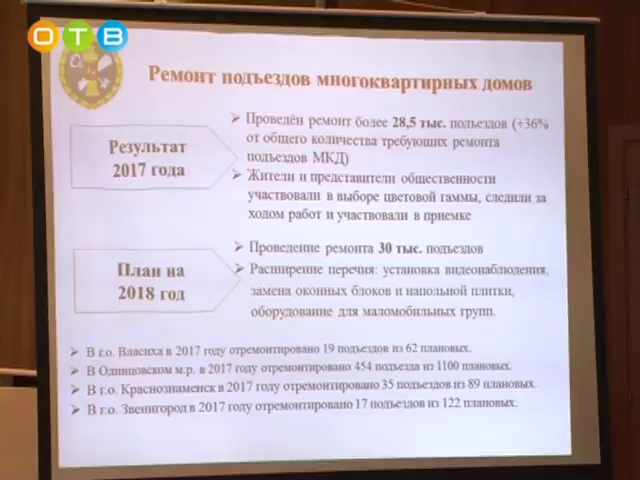 ОТВ
Ремонт подъездов многоквартирных домов
Результат
2017 года
Проведён ремонт более 28,5 тыс. подъездов (+36%
от общего количества требующих ремонта
подъездов МКД)
Жители и представители общественности
участвовали в выборе цветовой гаммы, следили за
ходом работ и участвовали в приемке
План на
2018 год
Проведение ремонта 30 тыс. подъездов
Расширение перечня: установка видеонаблюдения,
замена оконных блоков и напольной плитки,
оборудование для маломобильных групп.
В г.о. Власиха в 2017 году отремонтировано 19 подъездов из 62 плановых.
В Одинцовском м.р. в 2017 году отремонтировано 454 подъезда из 1100 плановых.
В г.о. Краснознаменск в 2017 году отремонтировано 35 подъездов из 89 плановых.
В г.о. Звенигород в 2017 году отремонтировано 17 подъездов из 122 плановых.